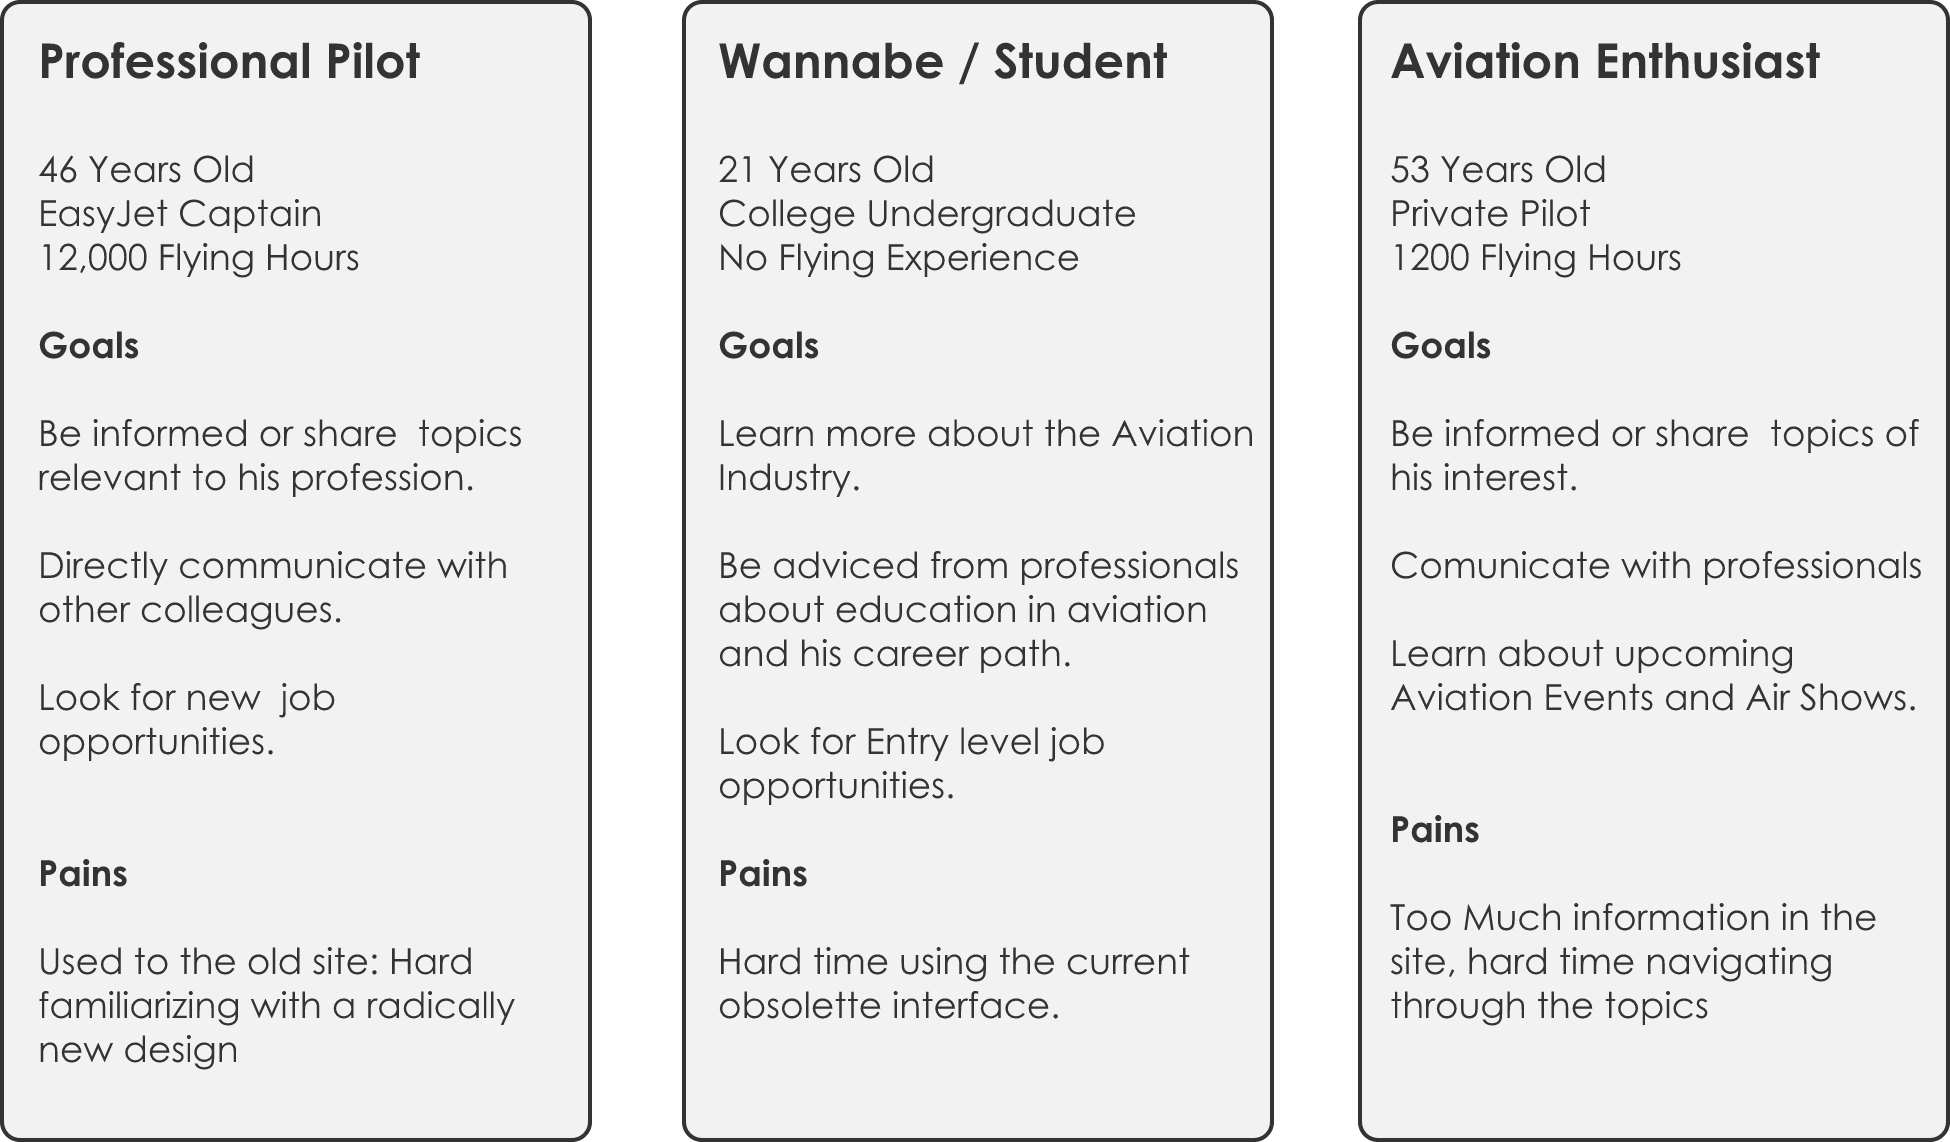 Professional Pilot
46 Years Old
EasyJet Captain
12,000 Flying Hours
Goals
Be informed or share  topics
relevant to his profession.
Directly communicate with
other colleagues.
Look for new  job
opportunities.
Pains
Used to the old site: Hard
familiarizing with a radically
new design
Wannabe / Student
21 Years Old
College Undergraduate
No Flying Experience
Goals
Learn more about the Aviation
Industry.
Be adviced from professionals
about education in aviation
and his career path.
Look for Entry level job
opportunities.
Pains
Hard time using the current
obsolette interface.
Aviation Enthusiast
53 Years Old
Private Pilot
1200 Flying Hours
Goals
Be informed or share  topics of
his interest.
Comunicate with professionals
Learn about upcoming
Aviation Events and Air Shows.
Pains
Too Much information in the
site, hard time navigating
through the topics